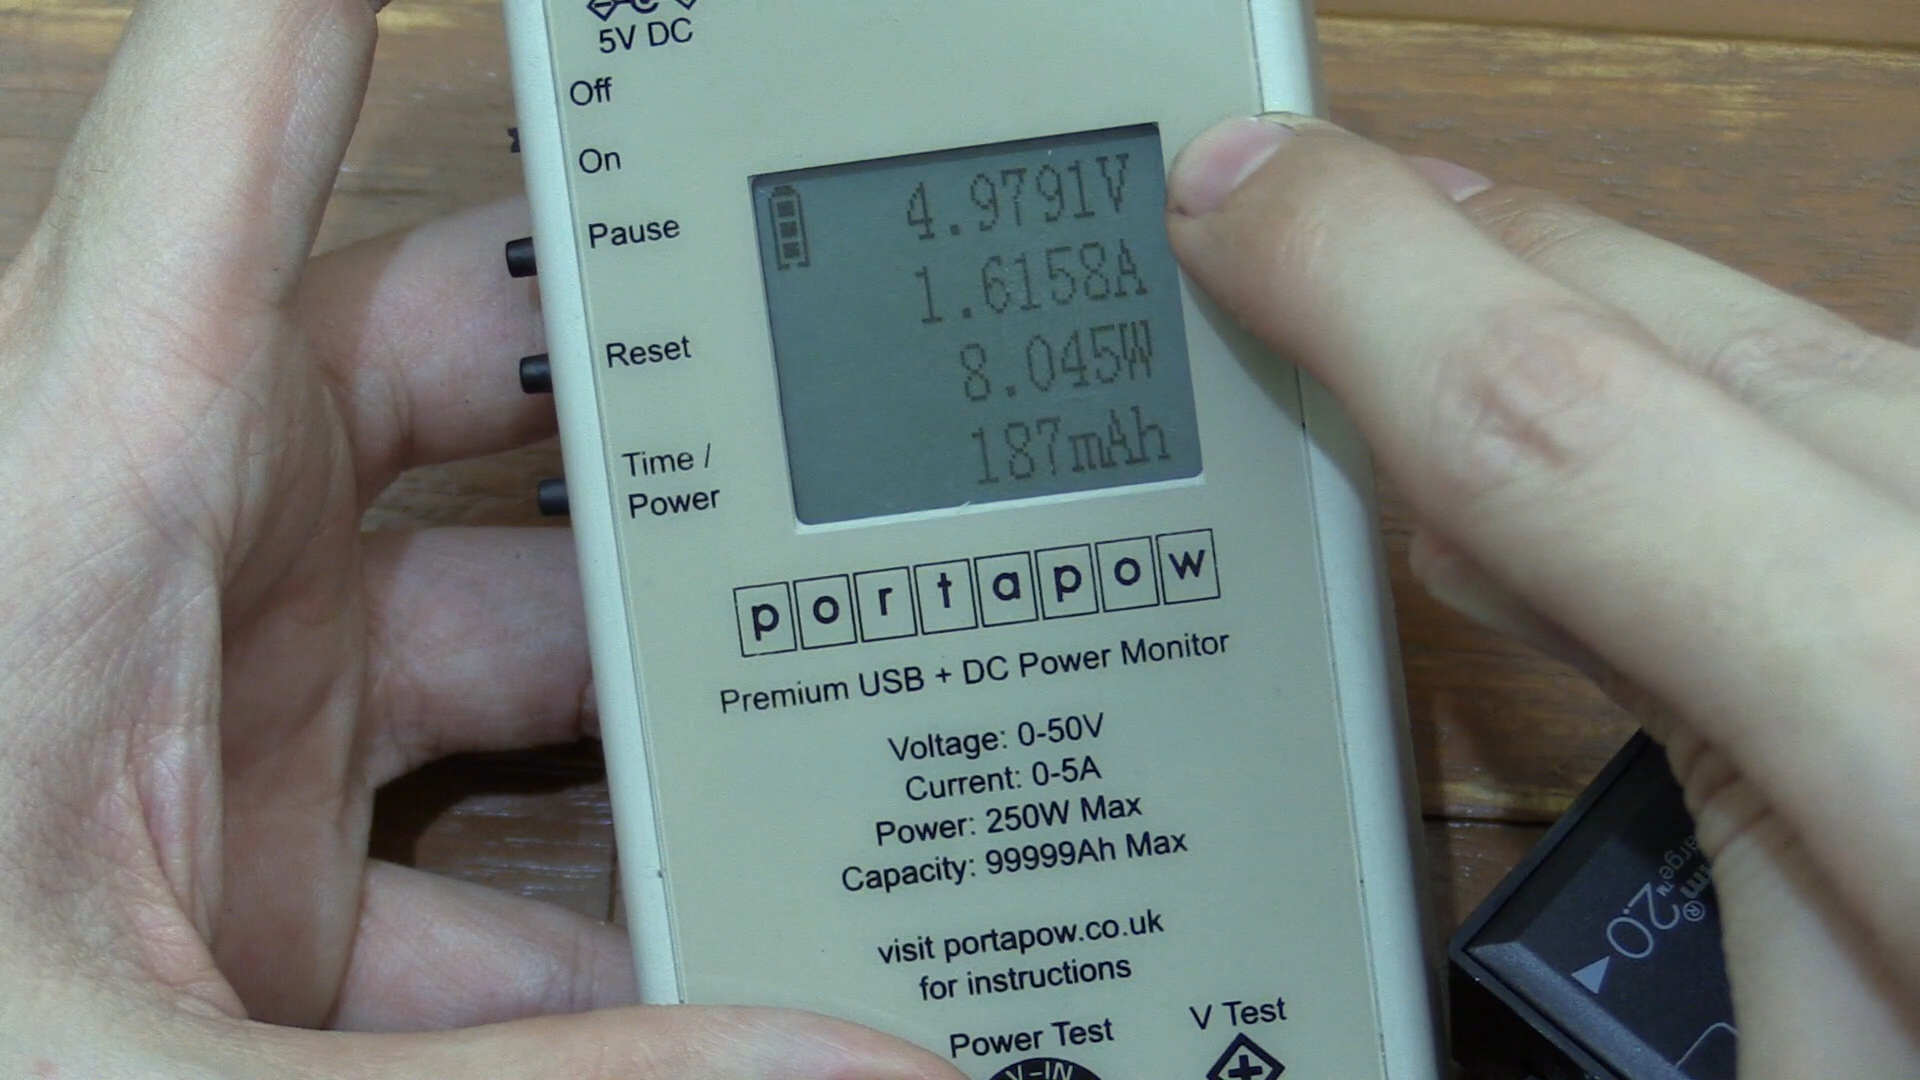 5V DC
Off
On
Pause
Reset
Time /
Power
4.9791V
1.6158A
8.045W
187mAh
portapow
Premium USB + DC Power Monitor
Voltage: 0-50V
Current: 0-5A
Power: 250W Max
Capacity: 99999Ah Max
visit portapow.co.uk
for instructions
Power Test
V-IN
V Test
2.0